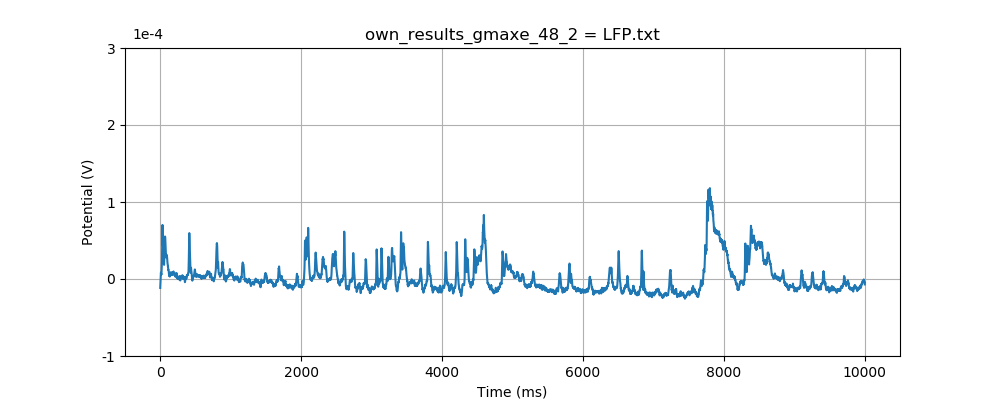 own_results_gmaxe_48_2 = LFP.txt
1e-4
3
2
1
0
-1
Potential (V)
0 2000 4000 6000 8000 10000
Time (ms)